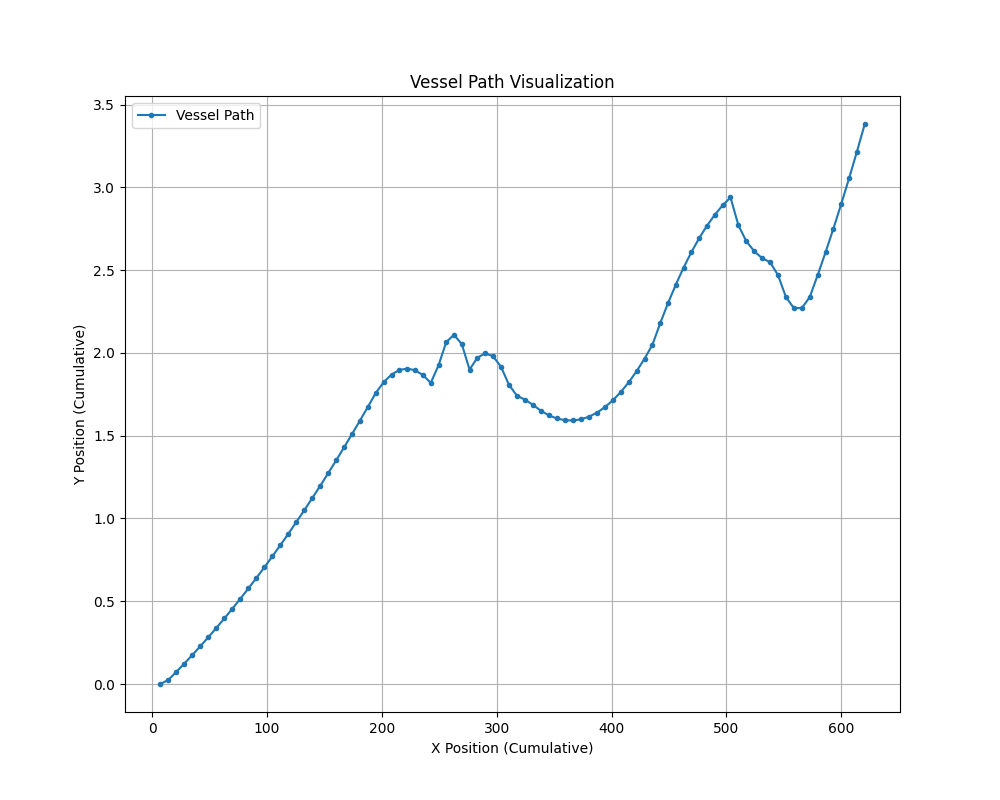 Vessel Path Visualization
Vessel Path
3.5
3.0
2.5
2.0
1.5
1.0
0.5
0.0
Y Position (Cumulative)
0 100 200 300 400 500 600
X Position (Cumulative)